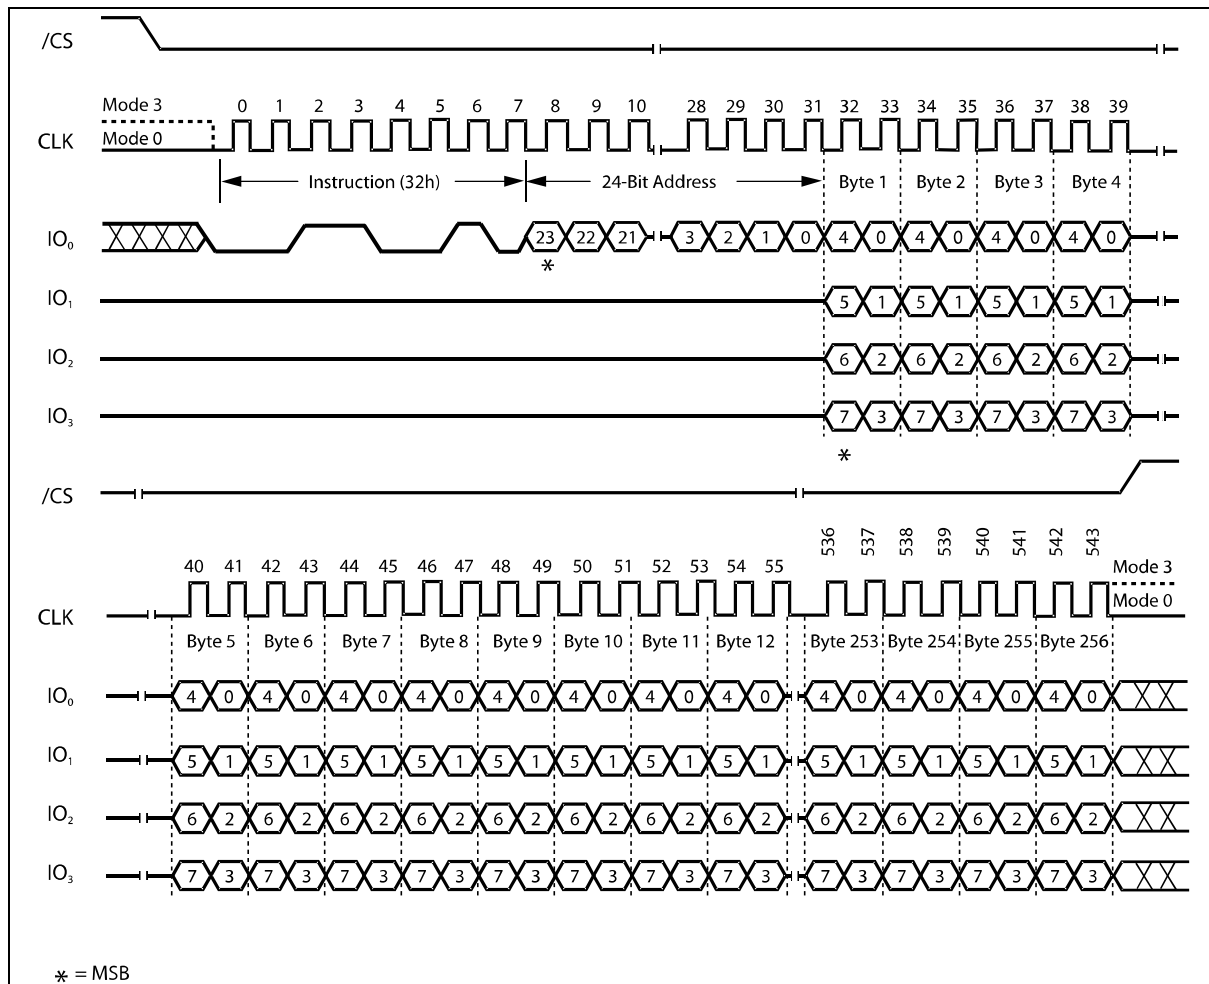 /CS
Mode 3
0 1 2 3 4 5 6 7 8 9 10 28 29 30 31 32 33 34 35 36 37 38 39
CLK
Mode 0
Instruction (32h) 24-Bit Address Byte 1 Byte 2 Byte 3 Byte 4
IO₀ 23 22 21 3 2 1 0 4 0 4 0 4 0 4 0
*
IO₁ 5 1 5 1 5 1 5 1
IO₂ 6 2 6 2 6 2 6 2
IO₃ 7 3 7 3 7 3 7 3
*
/CS
536 537 538 539 540 541 542 543
40 41 42 43 44 45 46 47 48 49 50 51 52 53 54 55 Mode 3
CLK Mode 0
Byte 5 Byte 6 Byte 7 Byte 8 Byte 9 Byte 10 Byte 11 Byte 12 Byte 253 Byte 254 Byte 255 Byte 256
IO₀ 4 0 4 0 4 0 4 0 4 0 4 0 4 0 4 0 4 0 4 0 4 0 4 0
IO₁ 5 1 5 1 5 1 5 1 5 1 5 1 5 1 5 1 5 1 5 1 5 1 5 1
IO₂ 6 2 6 2 6 2 6 2 6 2 6 2 6 2 6 2 6 2 6 2 6 2 6 2
IO₃ 7 3 7 3 7 3 7 3 7 3 7 3 7 3 7 3 7 3 7 3 7 3 7 3
* = MSB